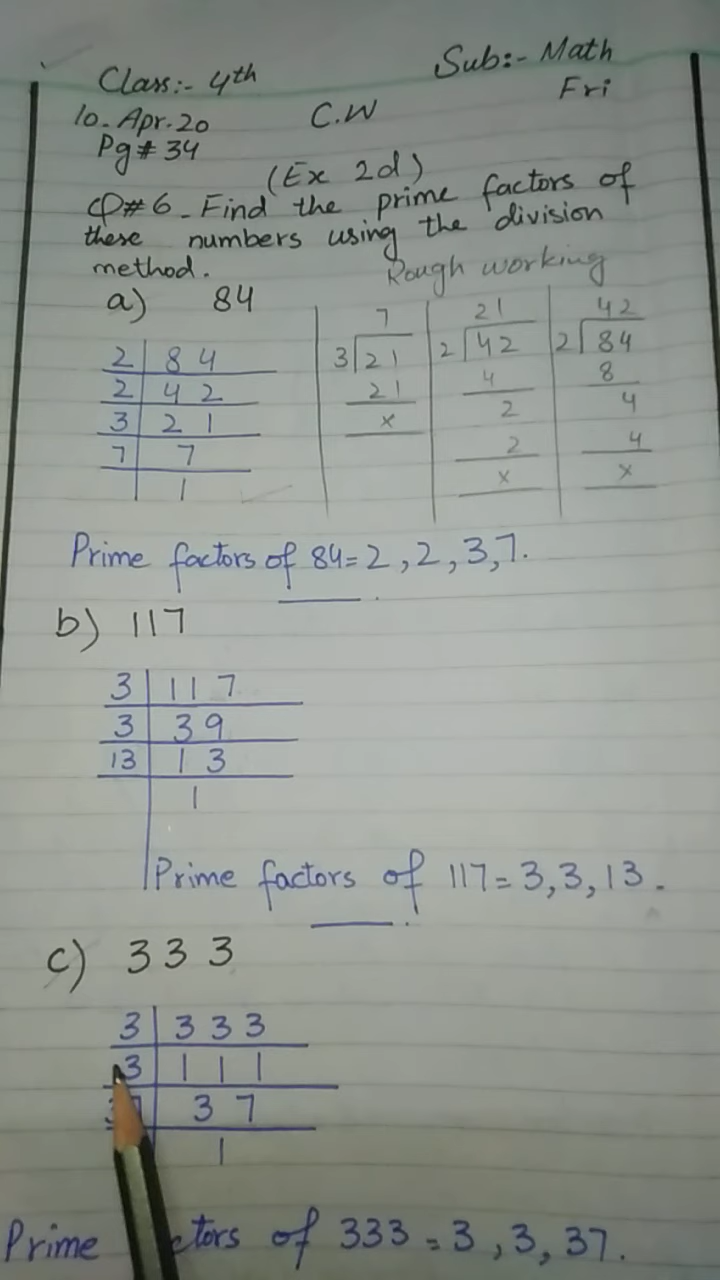 Class:- 4th Sub:- Math
10-Apr-20 C.W Fri
Pg# 34
(Ex 2d)
Q#6- Find the prime factors of
these numbers using the division
method. Rough working
a) 84
2 84
2 42
3 21
7 7
1
7
3 21
21
x
21
2 42
4
2
2
x
42
2 84
8
4
4
x
Prime factors of 84=2,2,3,7.
b) 117
3 117
3 39
13 13
1
Prime factors of 117=3,3,13.
c) 333
3 333
3 111
37
1
Prime of 333=3,3,37.